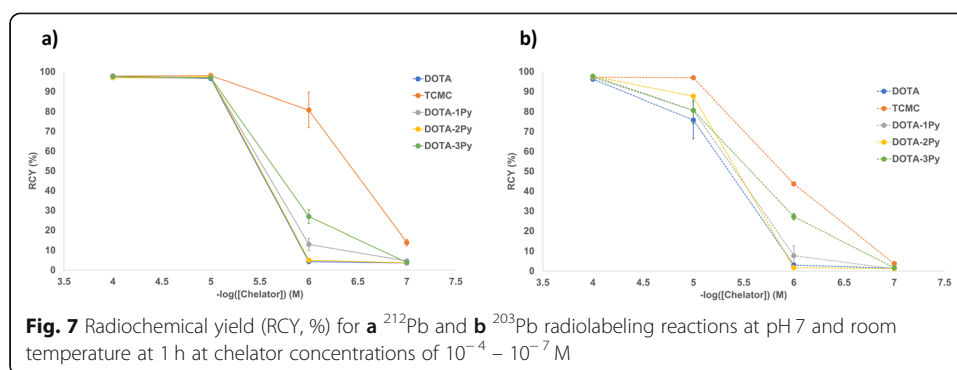 a)
100
90
80
70
60
50
40
30
20
10
0
RCY (%)
3.5 4 4.5 5 5.5 6 6.5 7 7.5
-log([Chelator]) (M)
DOTA
TCMC
DOTA-1Py
DOTA-2Py
DOTA-3Py
b)
100
90
80
70
60
50
40
30
20
10
0
RCY (%)
3.5 4 4.5 5 5.5 6 6.5 7 7.5
-log([Chelator]) (M)
DOTA
TCMC
DOTA-1Py
DOTA-2Py
DOTA-3Py
Fig. 7 Radiochemical yield (RCY, %) for a ²¹²Pb and b ²⁰³Pb radiolabeling reactions at pH 7 and room
temperature at 1 h at chelator concentrations of 10⁻⁴ – 10⁻⁷ M